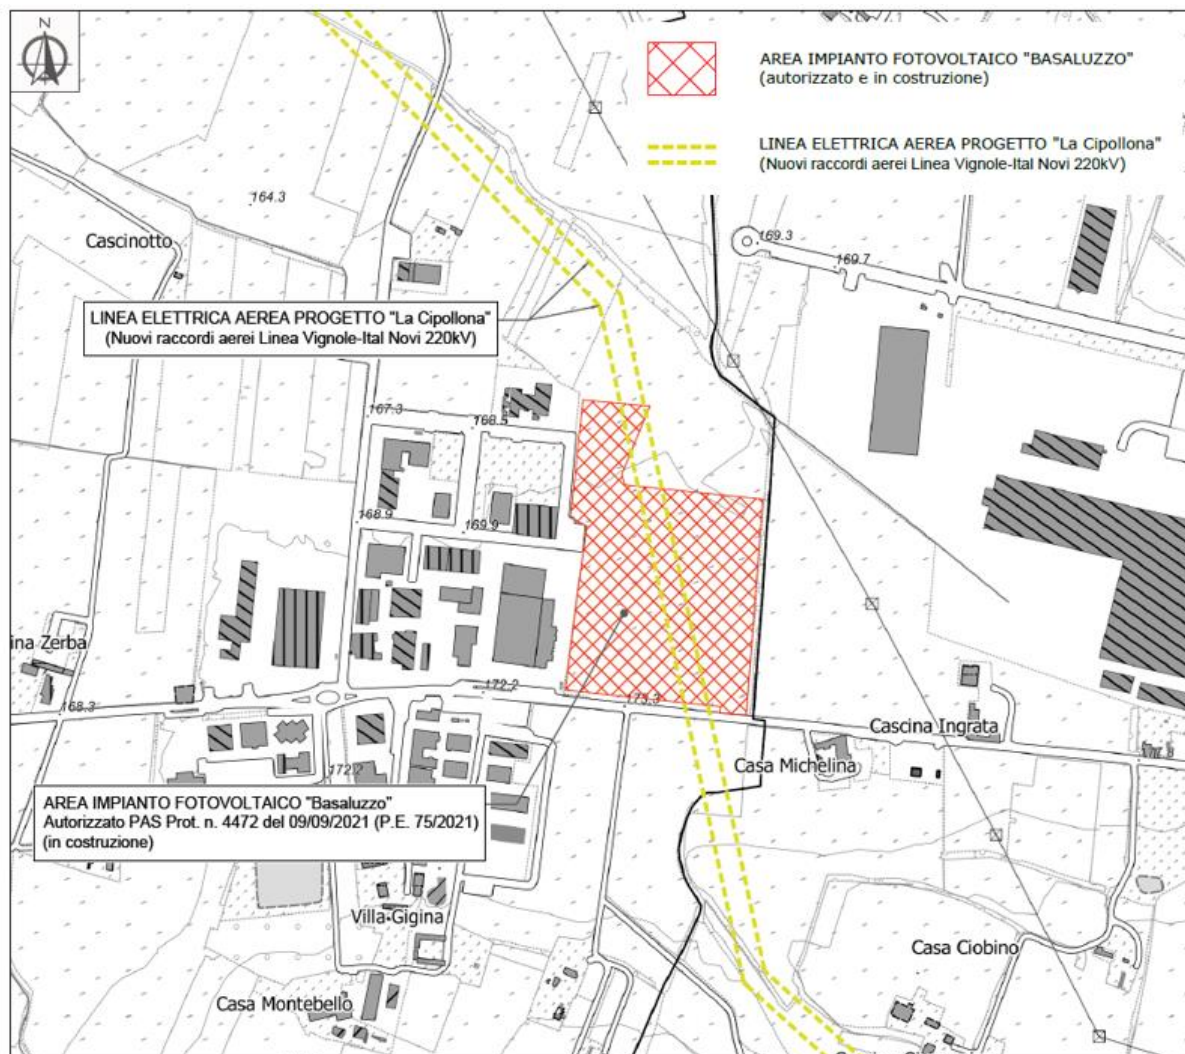 N
AREA IMPIANTO FOTOVOLTAICO "BASALUZZO"
(autorizzato e in costruzione)
LINEA ELETTRICA AEREA PROGETTO "La Cipollona"
(Nuovi raccordi aerei Linea Vignole-Ital Novi 220kV)
164.3
Cascinotto
169.3
169.7
LINEA ELETTRICA AEREA PROGETTO "La Cipollona"
(Nuovi raccordi aerei Linea Vignole-Ital Novi 220kV)
167.3
168.5
168.9
169.9
ina Zerba
168.3
172.2
175.3
Cascina Ingrata
Casa Michelina
172.2
AREA IMPIANTO FOTOVOLTAICO "Basaluzzo"
Autorizzato PAS Prot. n. 4472 del 09/09/2021 (P.E. 75/2021)
(in costruzione)
Villa Gigina
Casa Ciobino
Casa Montebello